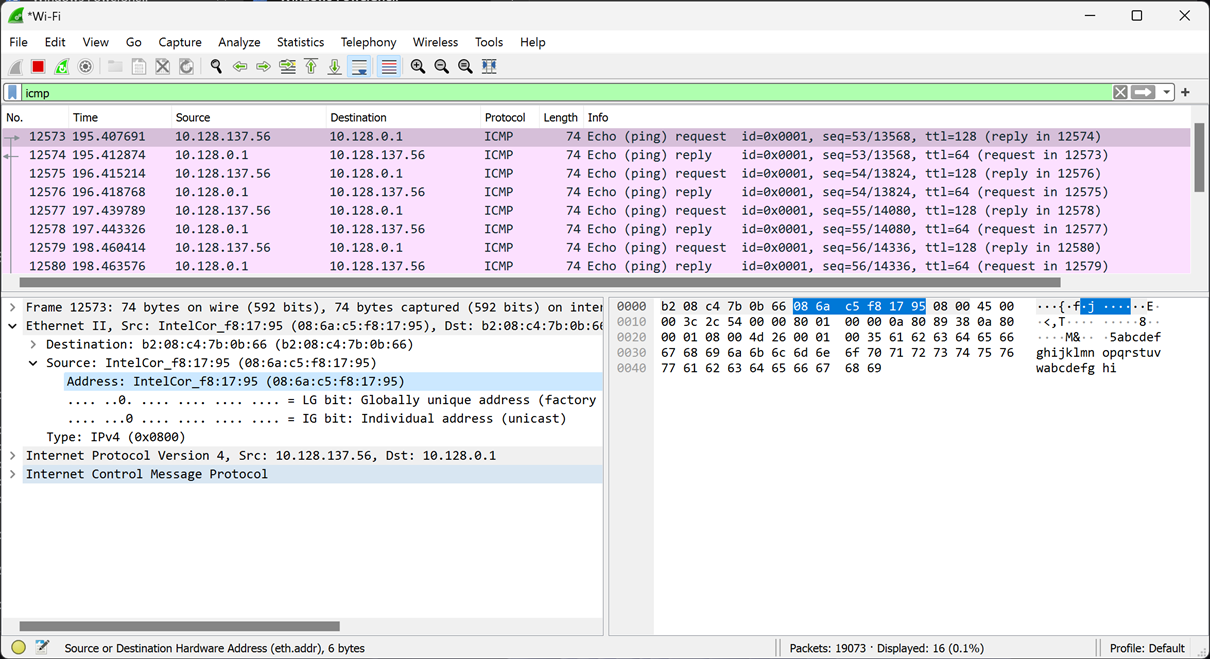 *Wi-Fi
File Edit View Go Capture Analyze Statistics Telephony Wireless Tools Help
icmp
No. Time Source Destination Protocol Length Info
12573 195.407691 10.128.137.56 10.128.0.1 ICMP 74 Echo (ping) request id=0x0001, seq=53/13568, ttl=128 (reply in 12574)
12574 195.412874 10.128.0.1 10.128.137.56 ICMP 74 Echo (ping) reply id=0x0001, seq=53/13568, ttl=64 (request in 12573)
12575 196.415214 10.128.137.56 10.128.0.1 ICMP 74 Echo (ping) request id=0x0001, seq=54/13824, ttl=128 (reply in 12576)
12576 196.418768 10.128.0.1 10.128.137.56 ICMP 74 Echo (ping) reply id=0x0001, seq=54/13824, ttl=64 (request in 12575)
12577 197.439789 10.128.137.56 10.128.0.1 ICMP 74 Echo (ping) request id=0x0001, seq=55/14080, ttl=128 (reply in 12578)
12578 197.443326 10.128.0.1 10.128.137.56 ICMP 74 Echo (ping) reply id=0x0001, seq=55/14080, ttl=64 (request in 12577)
12579 198.460414 10.128.137.56 10.128.0.1 ICMP 74 Echo (ping) request id=0x0001, seq=56/14336, ttl=128 (reply in 12580)
12580 198.463576 10.128.0.1 10.128.137.56 ICMP 74 Echo (ping) reply id=0x0001, seq=56/14336, ttl=64 (request in 12579)
Frame 12573: 74 bytes on wire (592 bits), 74 bytes captured (592 bits) on inter
Ethernet II, Src: IntelCor_f8:17:95 (08:6a:c5:f8:17:95), Dst: b2:08:c4:7b:0b:66
Destination: b2:08:c4:7b:0b:66 (b2:08:c4:7b:0b:66)
Source: IntelCor_f8:17:95 (08:6a:c5:f8:17:95)
Address: IntelCor_f8:17:95 (08:6a:c5:f8:17:95)
.... ..0. .... .... .... .... = LG bit: Globally unique address (factory
.... ...0 .... .... .... .... = IG bit: Individual address (unicast)
Type: IPv4 (0x0800)
Internet Protocol Version 4, Src: 10.128.137.56, Dst: 10.128.0.1
Internet Control Message Protocol
0000 b2 08 c4 7b 0b 66 08 6a c5 f8 17 95 08 00 45 00 ···{·f·j ······E·
0010 00 3c 2c 54 00 00 80 01 00 00 0a 80 89 38 0a 80 ·<,T···· ·····8··
0020 00 01 08 00 4d 26 00 01 00 35 61 62 63 64 65 66 ····M&·· ·5abcdef
0030 67 68 69 6a 6b 6c 6d 6e 6f 70 71 72 73 74 75 76 ghijklmn opqrstuv
0040 77 61 62 63 64 65 66 67 68 69 wabcdefg hi
Source or Destination Hardware Address (eth.addr), 6 bytes Packets: 19073 · Displayed: 16 (0.1%) Profile: Default